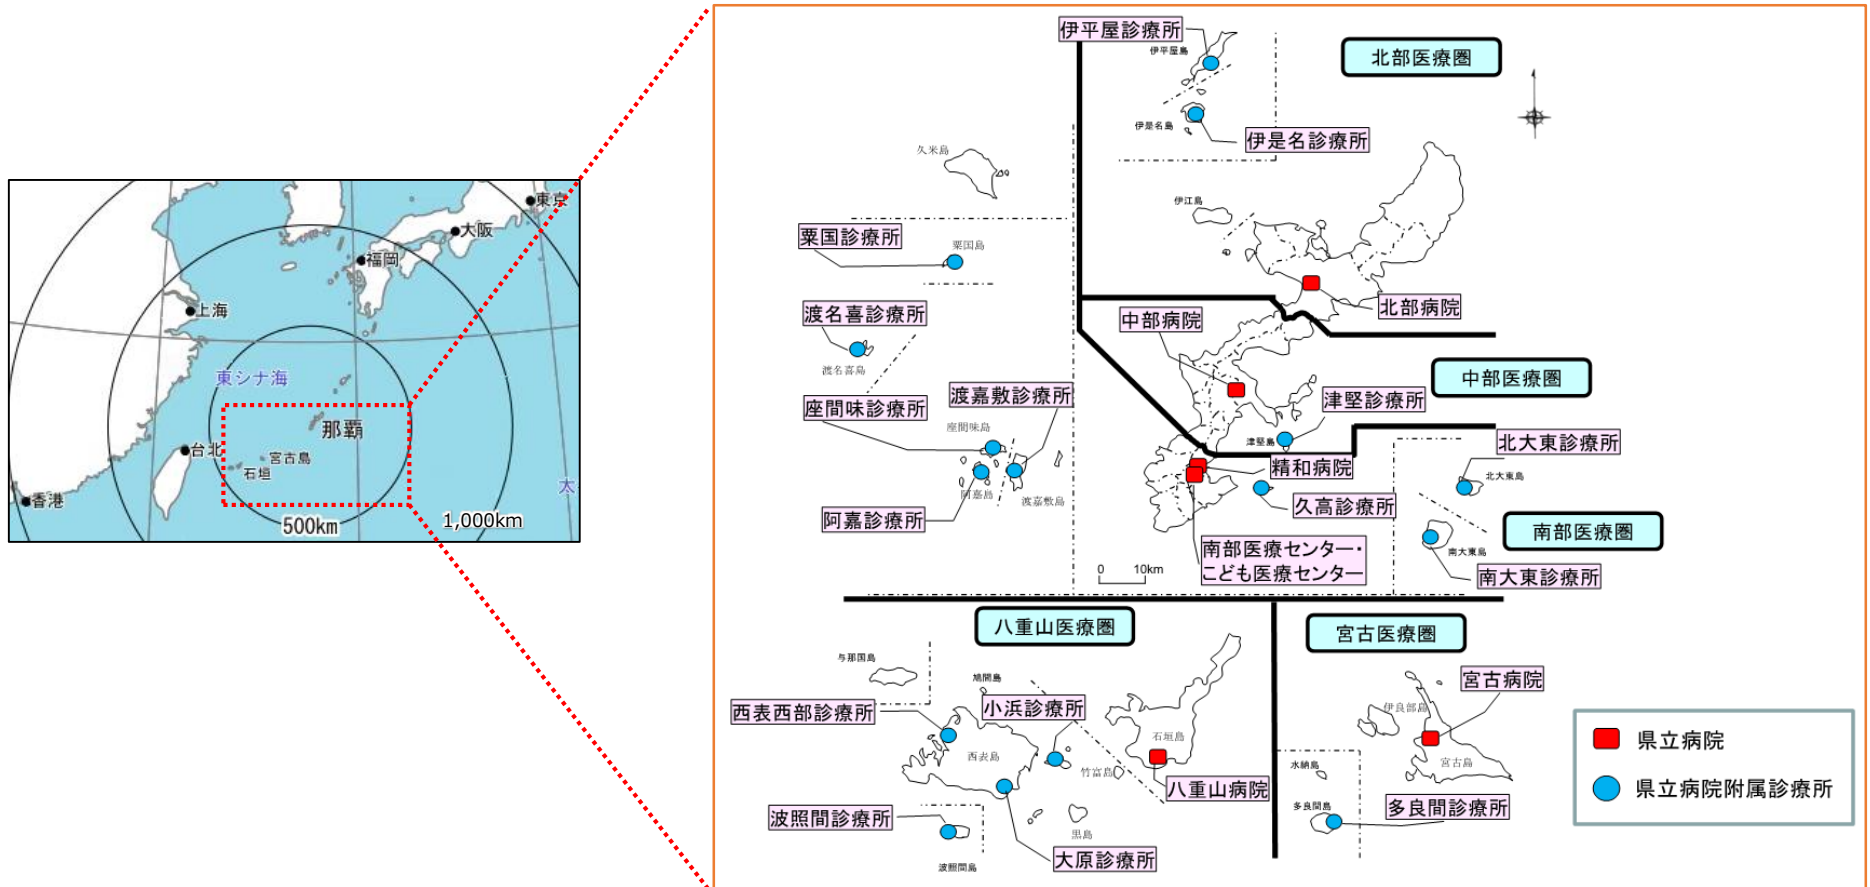 東京
大阪
福岡
上海
東シナ海
那覇
台北
宮古島
石垣
太
香港
500km
1,000km
伊平屋診療所
伊平屋島
北部医療圏
伊是名島
伊是名診療所
久米島
伊江島
粟国診療所
粟国島
北部病院
渡名喜診療所
中部病院
渡名喜島
中部医療圏
座間味診療所
渡嘉敷診療所
津堅診療所
座間味島
津堅島
北大東診療所
精和病院
北大東島
阿嘉島
渡嘉敷島
久高診療所
阿嘉診療所
南部医療圏
南部医療センター・
こども医療センター
南大東島
南大東診療所
0 10km
八重山医療圏
宮古医療圏
与那国島
鳩間島
宮古病院
西表西部診療所
小浜診療所
伊良部島
石垣島
西表島
竹富島
宮古島
水納島
八重山病院
多良間島
多良間診療所
波照間診療所
黒島
大原診療所
波照間島
県立病院
県立病院附属診療所